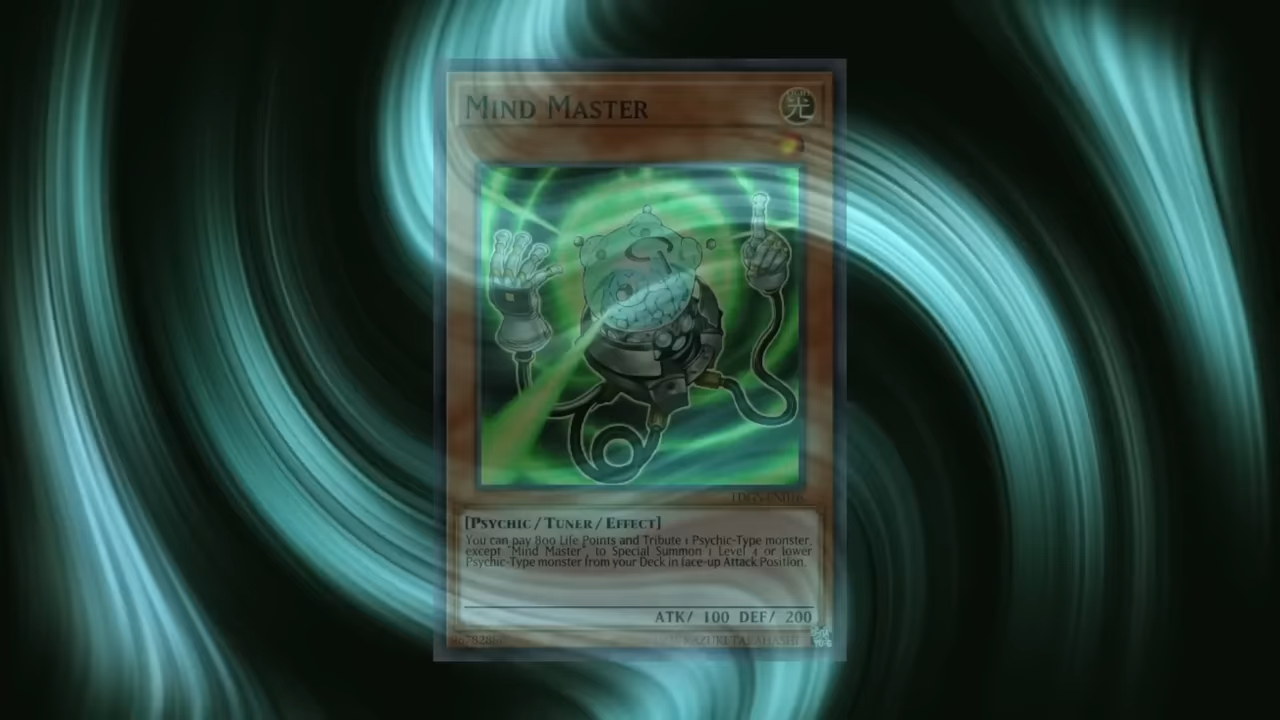 MIND MASTER
光
[PSYCHIC/TUNER/EFFECT]
You can pay 800 Life Points and Tribute 1 Psychic-Type monster,
except "Mind Master", to Special Summon 1 Level 4 or lower
Psychic-Type monster from your Deck in face-up Attack Position.
ATK/ 100 DEF/ 200
KAZUKI TAKAHASHI